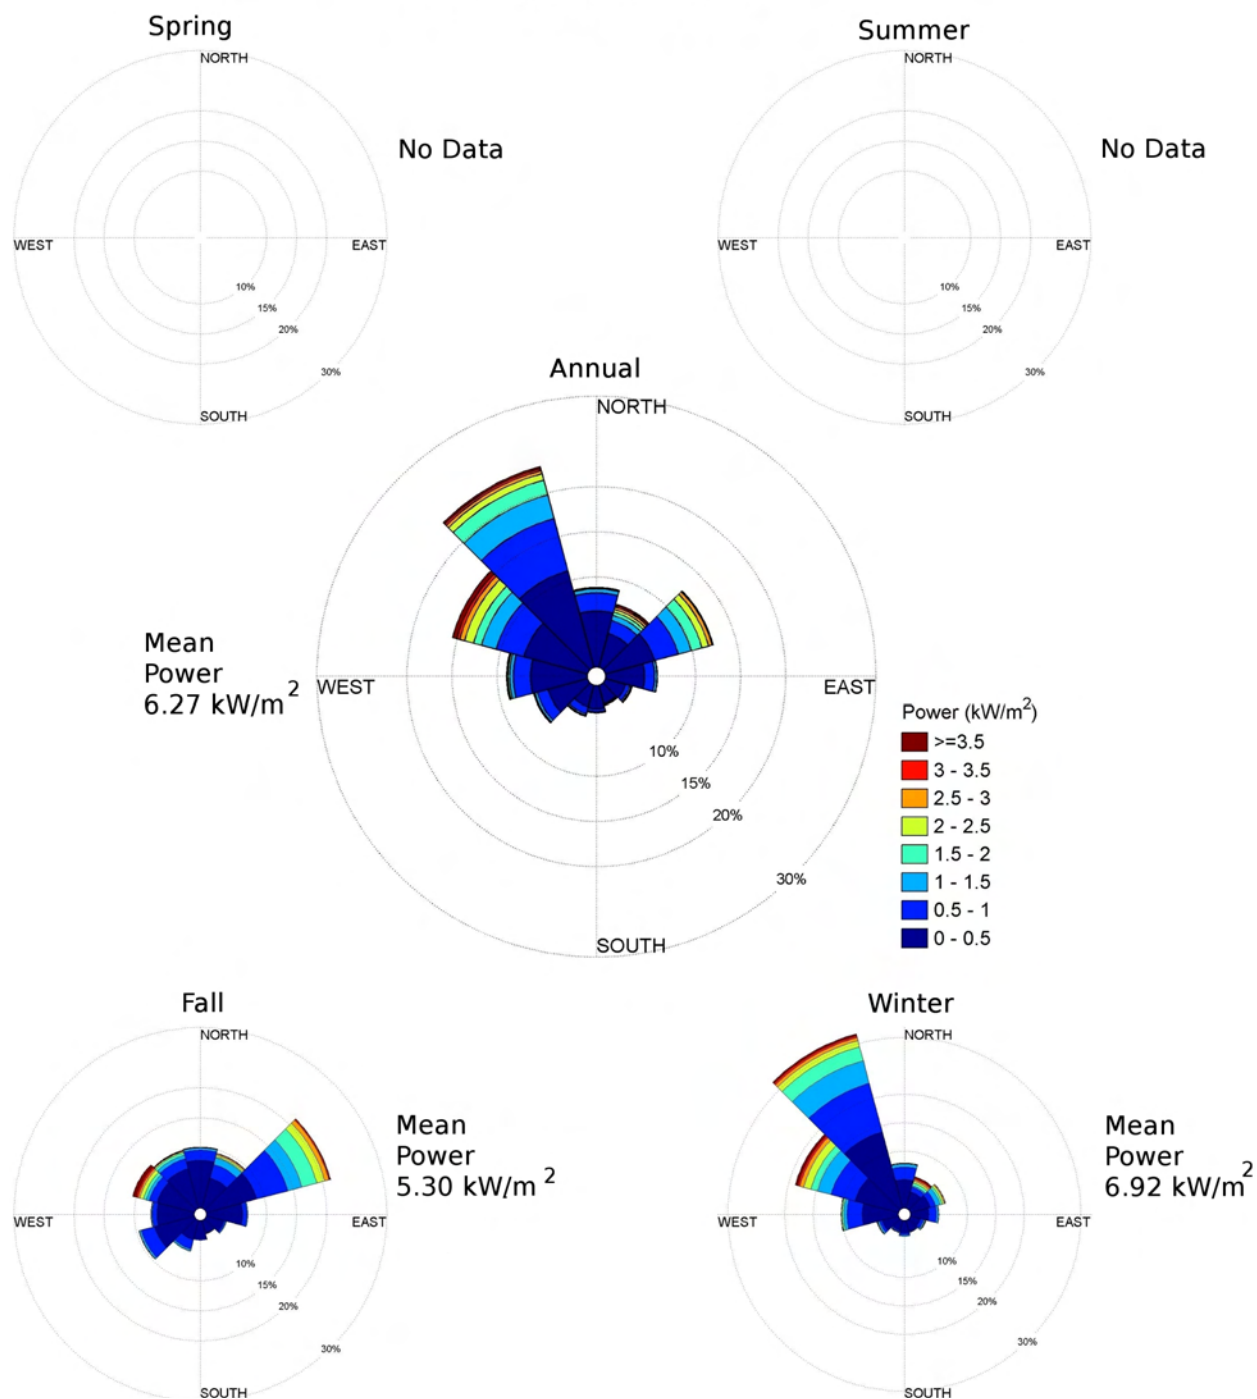 Spring
NORTH
No Data
WEST
EAST
10%
15%
20%
30%
SOUTH
Summer
NORTH
No Data
WEST
EAST
10%
15%
20%
30%
SOUTH
Annual
NORTH
Mean
Power
6.27 kW/m²
WEST
EAST
10%
15%
20%
30%
SOUTH
Power (kW/m²)
>=3.5
3 - 3.5
2.5 - 3
2 - 2.5
1.5 - 2
1 - 1.5
0.5 - 1
0 - 0.5
Fall
NORTH
Mean
Power
5.30 kW/m²
WEST
EAST
10%
15%
20%
30%
SOUTH
Winter
NORTH
Mean
Power
6.92 kW/m²
WEST
EAST
10%
15%
20%
30%
SOUTH